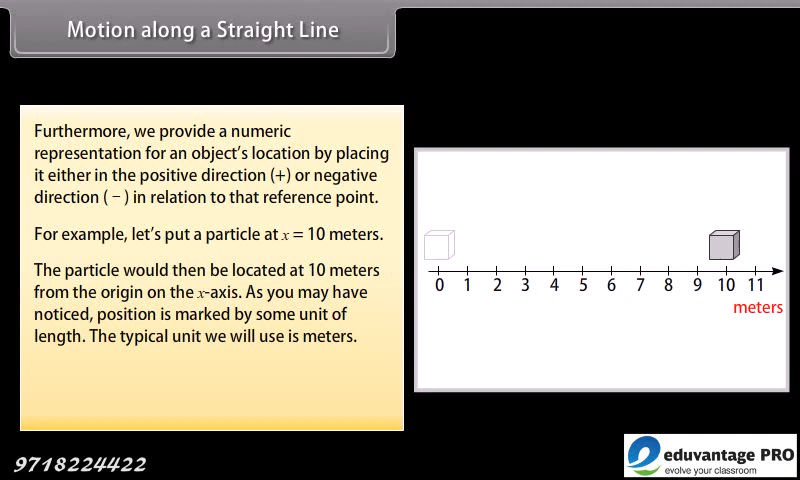 Motion along a Straight Line
Furthermore, we provide a numeric
representation for an object's location by placing
it either in the positive direction (+) or negative
direction ( − ) in relation to that reference point.
For example, let's put a particle at x = 10 meters.
The particle would then be located at 10 meters
from the origin on the x-axis. As you may have
noticed, position is marked by some unit of
length. The typical unit we will use is meters.
0 1 2 3 4 5 6 7 8 9 10 11
meters
9718224422
eduvantage PRO
evolve your classroom